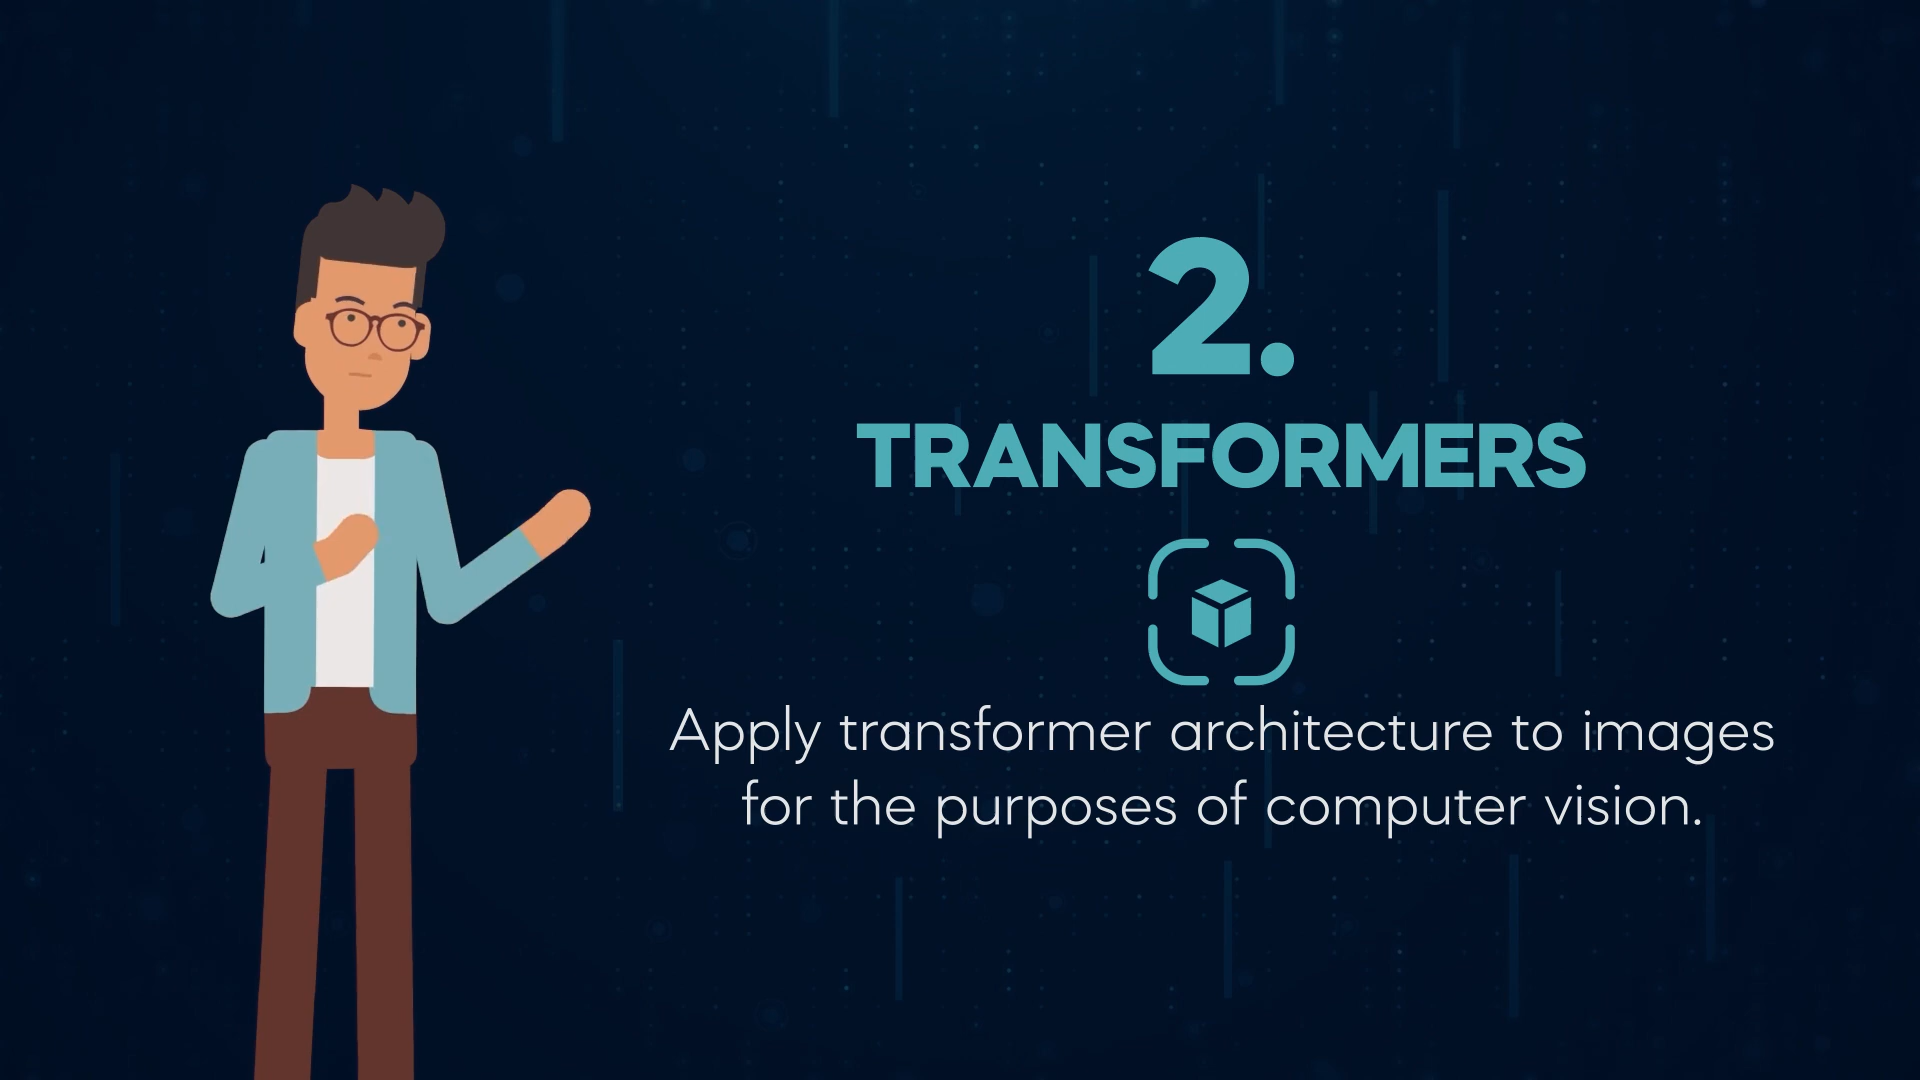 2.
TRANSFORMERS
Apply transformer architecture to images
for the purposes of computer vision.